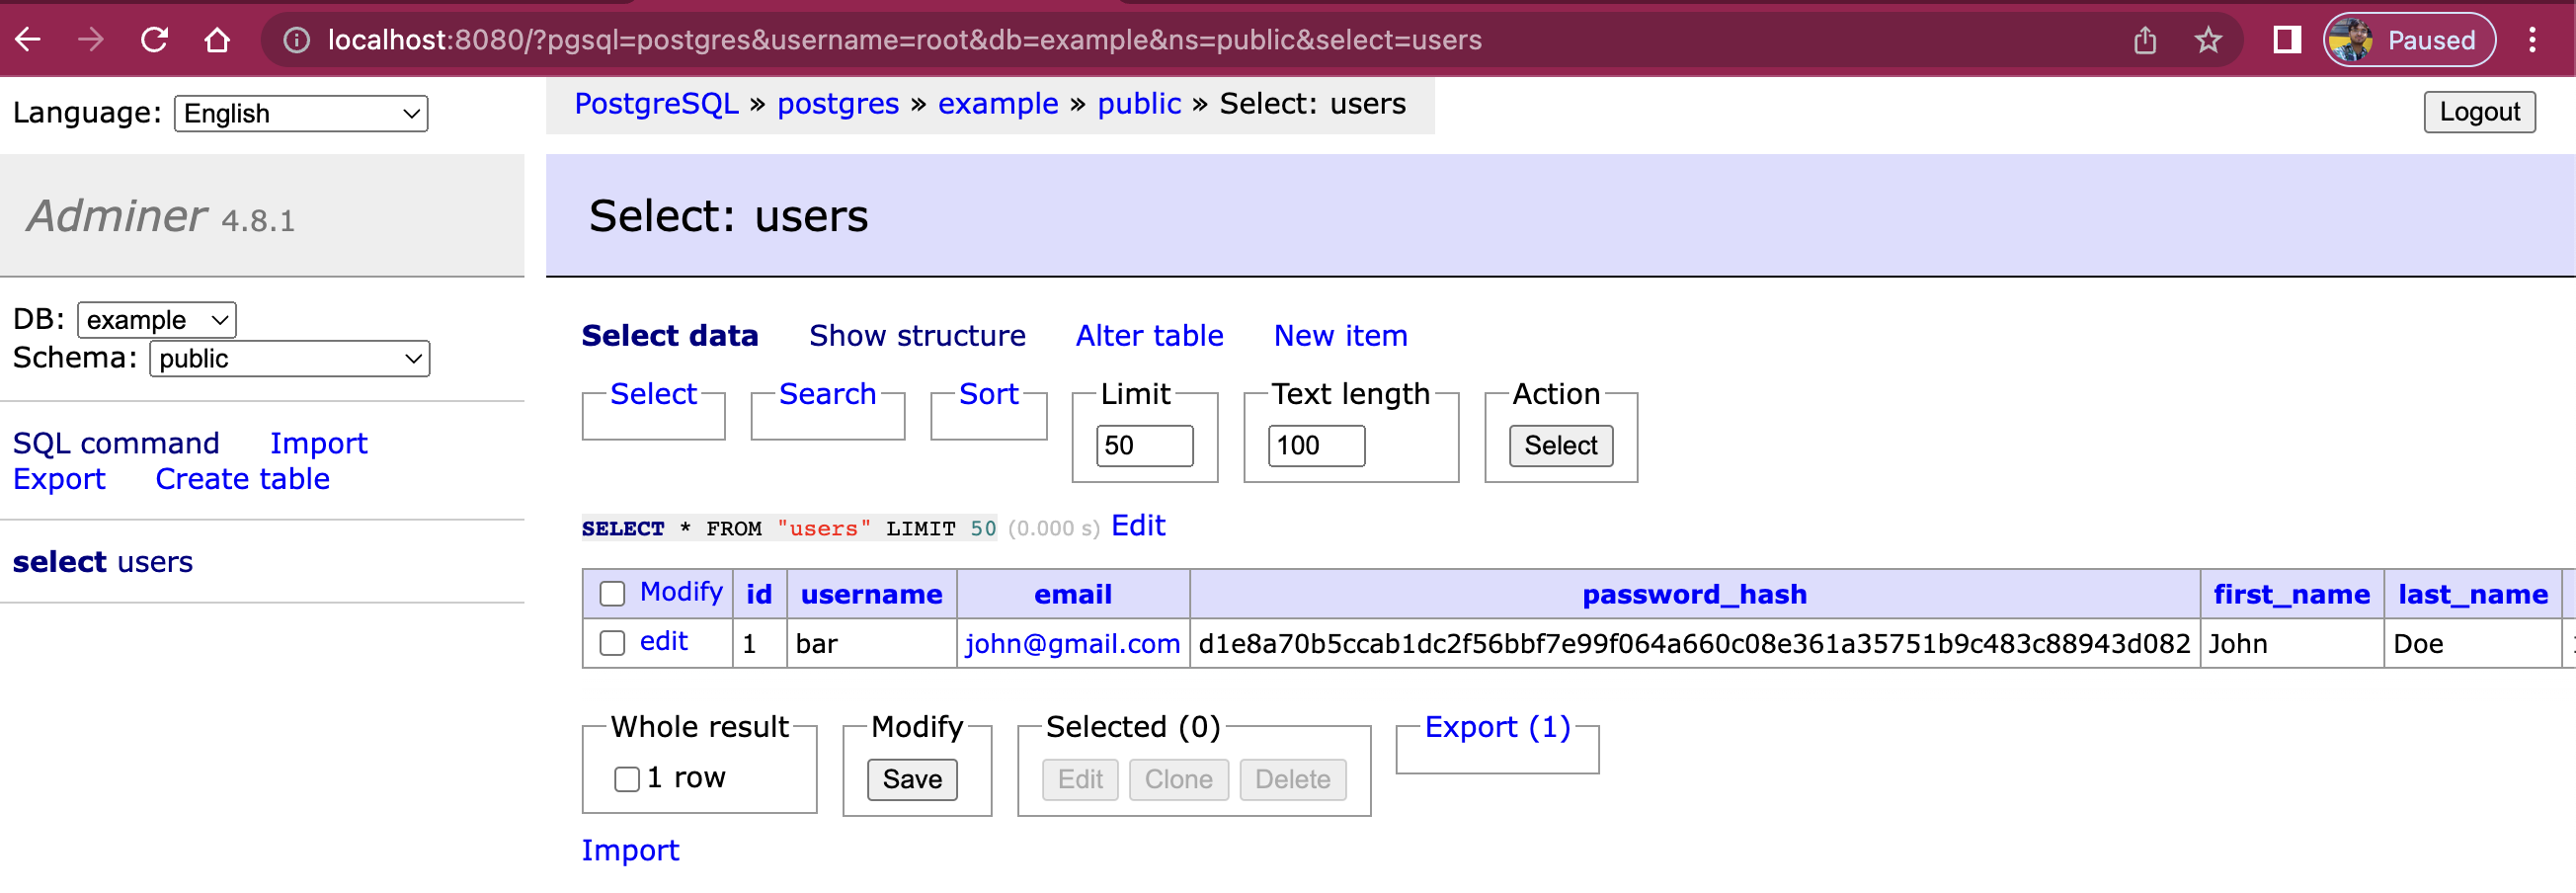 localhost:8080/?pgsql=postgres&username=root&db=example&ns=public&select=users
Paused
Language: English
PostgreSQL » postgres » example » public » Select: users
Logout
Adminer 4.8.1
Select: users
DB: example
Schema: public
SQL command Import
Export Create table
select users
Select data Show structure Alter table New item
Select Search Sort Limit Text length Action
50 100 Select
SELECT * FROM "users" LIMIT 50 (0.000 s) Edit
Modify id username email password_hash first_name last_name
edit 1 bar john@gmail.com d1e8a70b5ccab1dc2f56bbf7e99f064a660c08e361a35751b9c483c88943d082 John Doe
Whole result Modify Selected (0) Export (1)
1 row Save Edit Clone Delete
Import